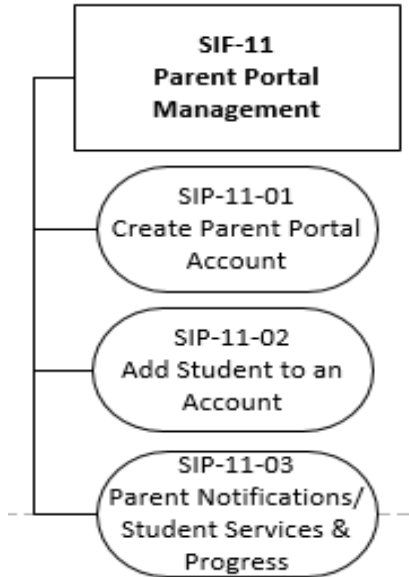 SIF-11
Parent Portal
Management
SIP-11-01
Create Parent Portal
Account
SIP-11-02
Add Student to an
Account
SIP-11-03
Parent Notifications/
Student Services &
Progress